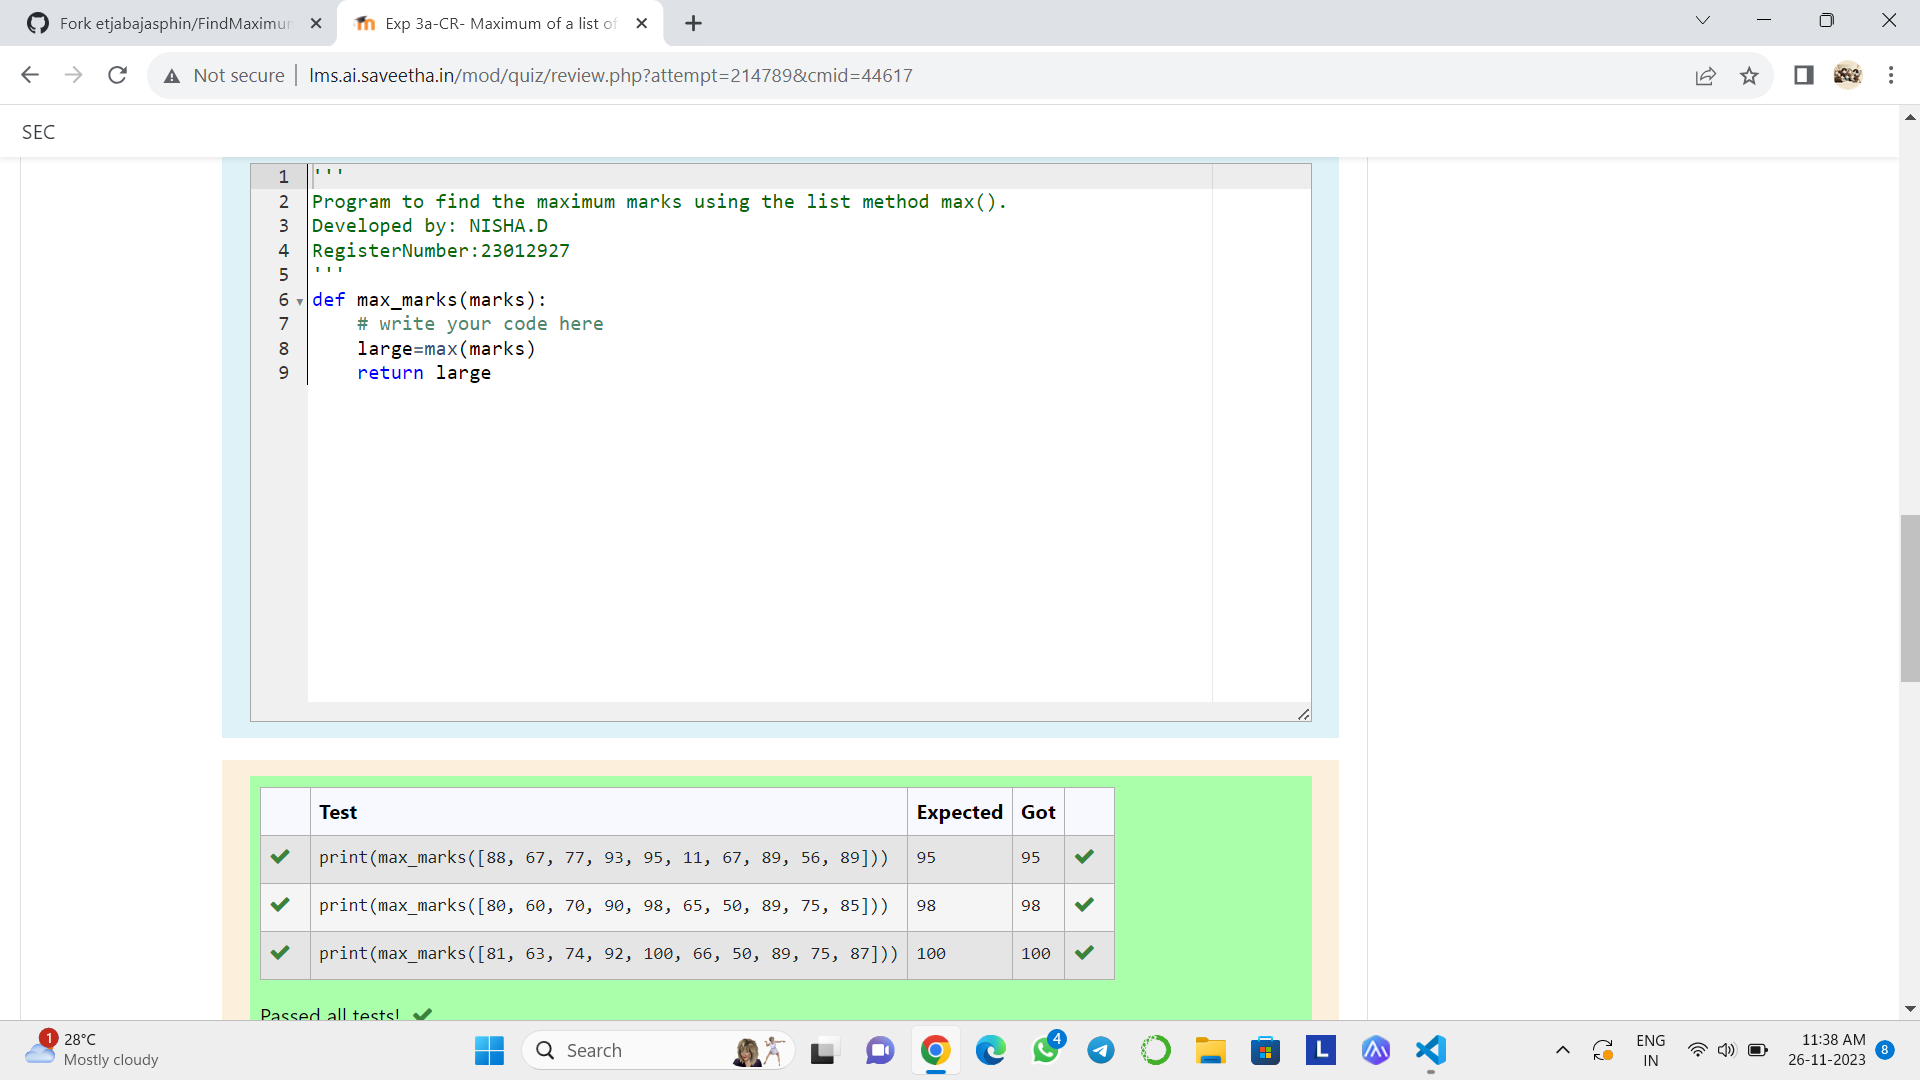 Fork etjabajasphin/FindMaximu
Exp 3a-CR- Maximum of a list of
Not secure
lms.ai.saveetha.in/mod/quiz/review.php?attempt=214789&cmid=44617
SEC
1 '''
2 Program to find the maximum marks using the list method max().
3 Developed by: NISHA.D
4 RegisterNumber:23012927
5 '''
6 def max_marks(marks):
7 # write your code here
8 large=max(marks)
9 return large
Test Expected Got
print(max_marks([88, 67, 77, 93, 95, 11, 67, 89, 56, 89])) 95 95
print(max_marks([80, 60, 70, 90, 98, 65, 50, 89, 75, 85])) 98 98
print(max_marks([81, 63, 74, 92, 100, 66, 50, 89, 75, 87])) 100 100
Passed all tests!
1
28°C
Mostly cloudy
Search
4
L
ENG
IN
11:38 AM
26-11-2023
8